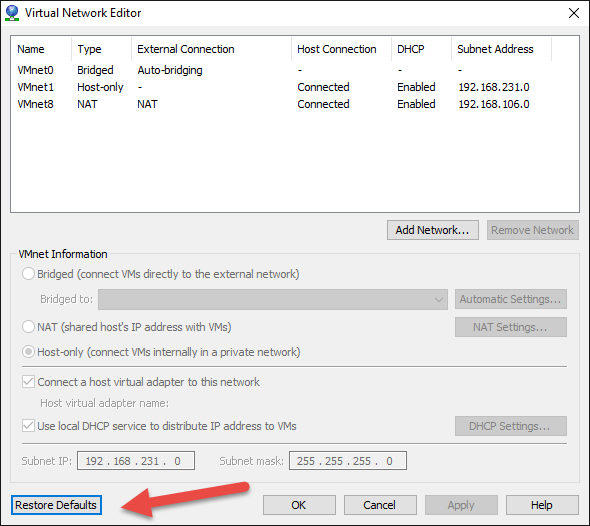 Virtual Network Editor
Name Type External Connection Host Connection DHCP Subnet Address
VMnet0 Bridged Auto-bridging - - -
VMnet1 Host-only - Connected Enabled 192.168.231.0
VMnet8 NAT NAT Connected Enabled 192.168.106.0
Add Network... Remove Network
VMnet Information
Bridged (connect VMs directly to the external network)
Bridged to: Automatic Settings...
NAT (shared host's IP address with VMs) NAT Settings...
Host-only (connect VMs internally in a private network)
Connect a host virtual adapter to this network
Host virtual adapter name:
Use local DHCP service to distribute IP address to VMs DHCP Settings...
Subnet IP: 192 . 168 . 231 . 0 Subnet mask: 255 . 255 . 255 . 0
Restore Defaults OK Cancel Apply Help